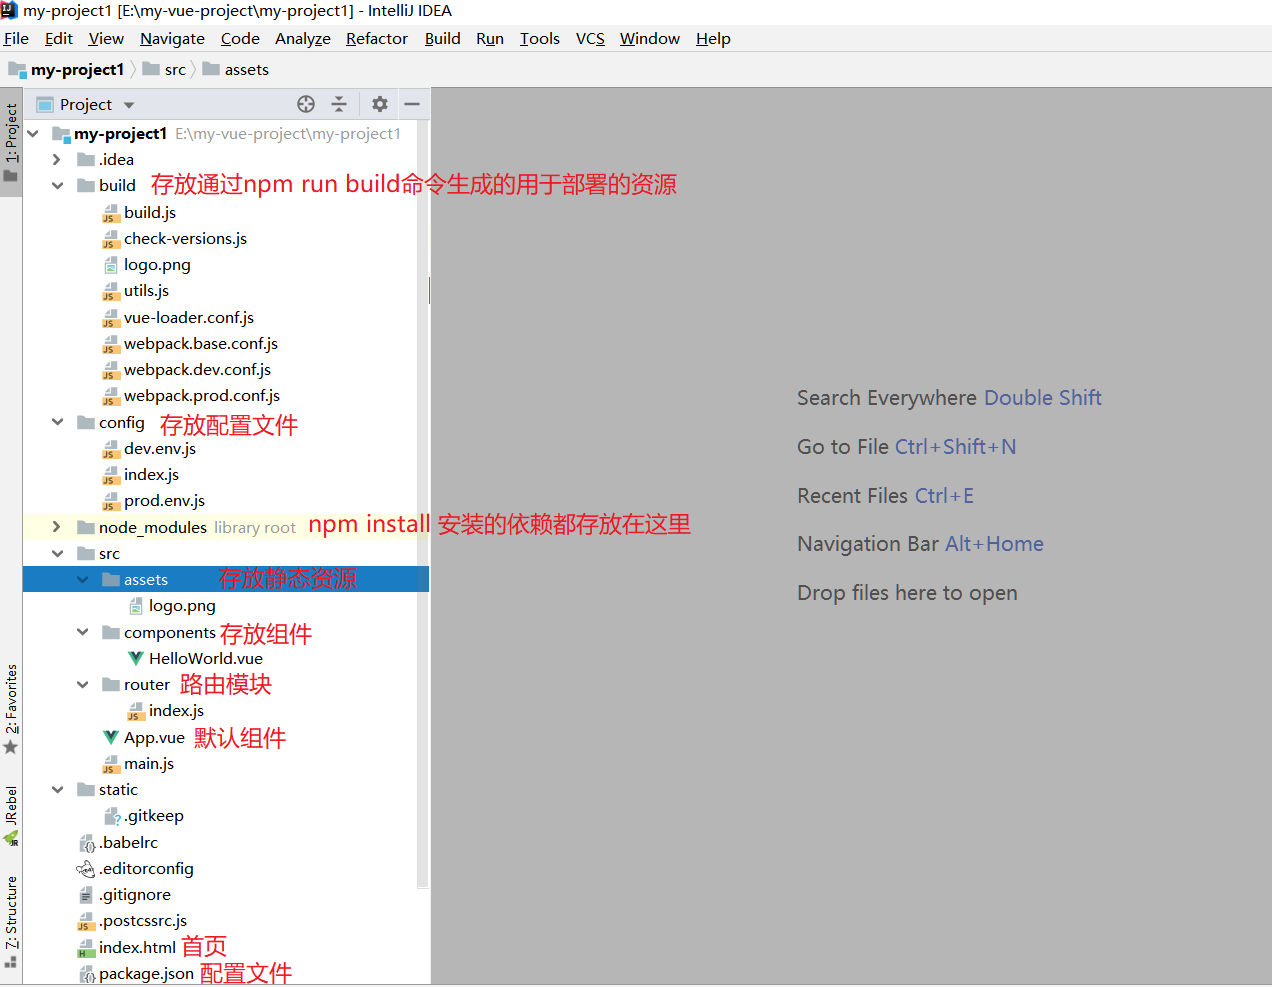 my-project1 [E:\my-vue-project\my-project1] - IntelliJ IDEA
File Edit View Navigate Code Analyze Refactor Build Run Tools VCS Window Help
my-project1 src assets
Project
my-project1 E:\my-vue-project\my-project1
.idea
build 存放通过npm run build命令生成的用于部署的资源
build.js
check-versions.js
logo.png
utils.js
vue-loader.conf.js
webpack.base.conf.js
webpack.dev.conf.js
webpack.prod.conf.js
config 存放配置文件
dev.env.js
index.js
prod.env.js
node_modules library root npm install 安装的依赖都存放在这里
src
assets 存放静态资源
logo.png
components 存放组件
HelloWorld.vue
router 路由模块
index.js
App.vue 默认组件
main.js
static
.gitkeep
.babelrc
.editorconfig
.gitignore
.postcssrc.js
index.html 首页
package.json 配置文件
1: Project
2: Favorites
JRebel
Z: Structure
Search Everywhere Double Shift
Go to File Ctrl+Shift+N
Recent Files Ctrl+E
Navigation Bar Alt+Home
Drop files here to open